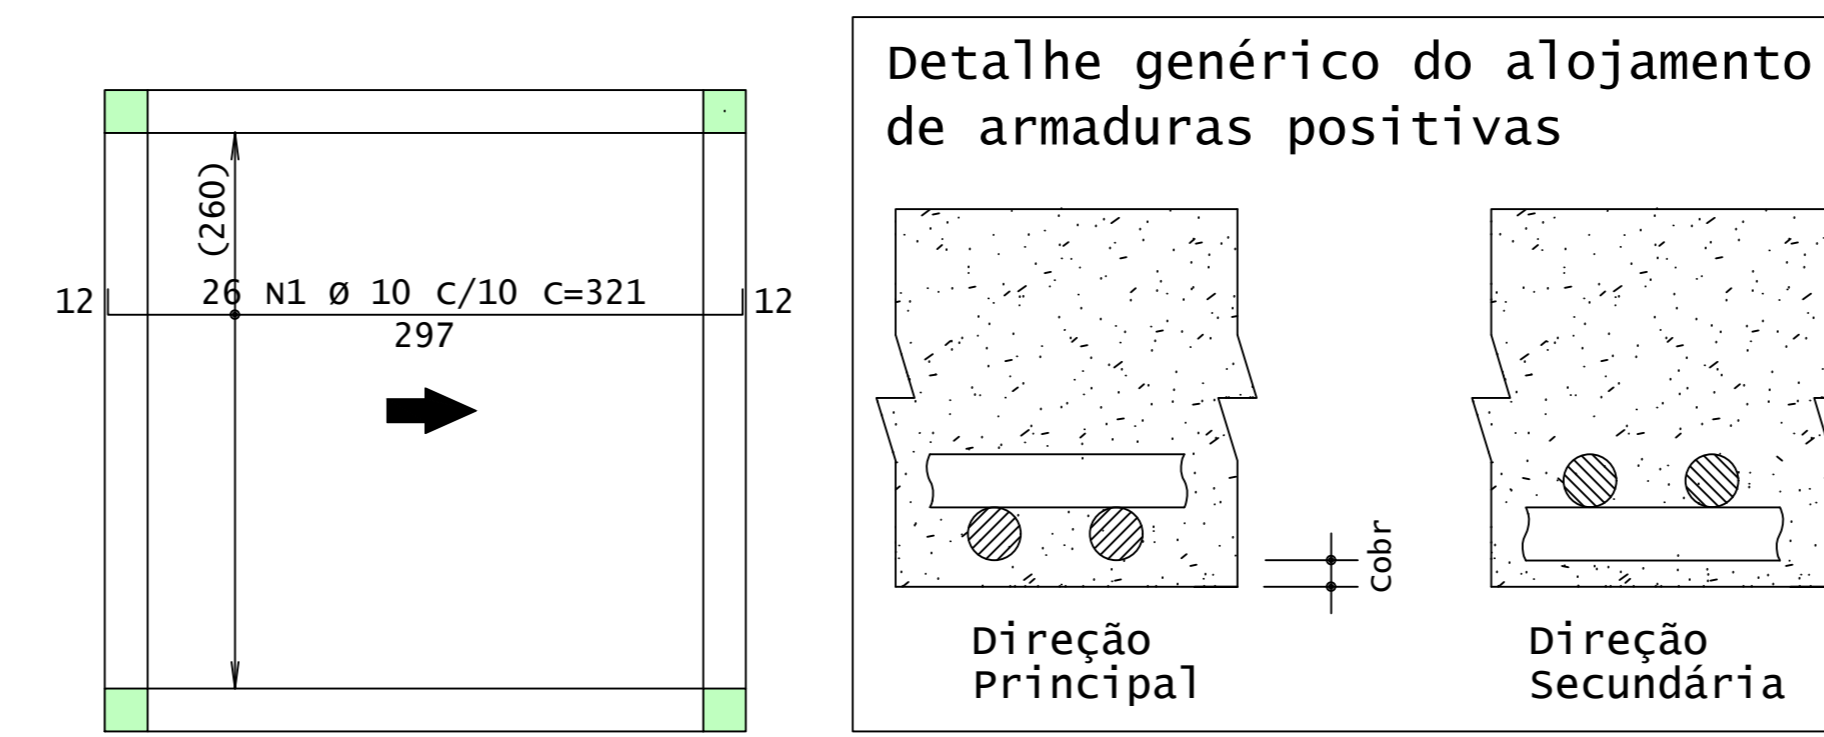 (260)
12
26 N1 Ø 10 C/10 C=321
12
297
Detalhe genérico do alojamento
de armaduras positivas
cobr
Direção
Principal
Direção
Secundária